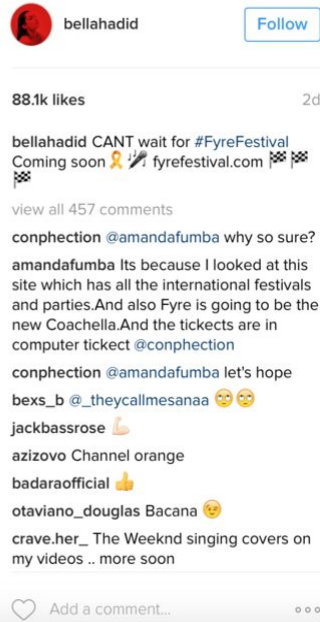 bellahadid
Follow
88.1k likes
2d
bellahadid CANT wait for #FyreFestival
Coming soon🎗🎤 fyrefestival.com 🏁🏁
🏁
view all 457 comments
conphection @amandafumba why so sure?
amandafumba Its because I looked at this
site which has all the international festivals
and parties.And also Fyre is going to be the
new Coachella.And the tickects are in
computer tickect @conphection
conphection @amandafumba let's hope
bexs_b @_theycallmesanaa 🙄🙄
jackbassrose 💪🏻
azizovo Channel orange
badaraofficial 👍
otaviano_douglas Bacana 😉
crave.her_ The Weeknd singing covers on
my videos .. more soon
Add a comment...